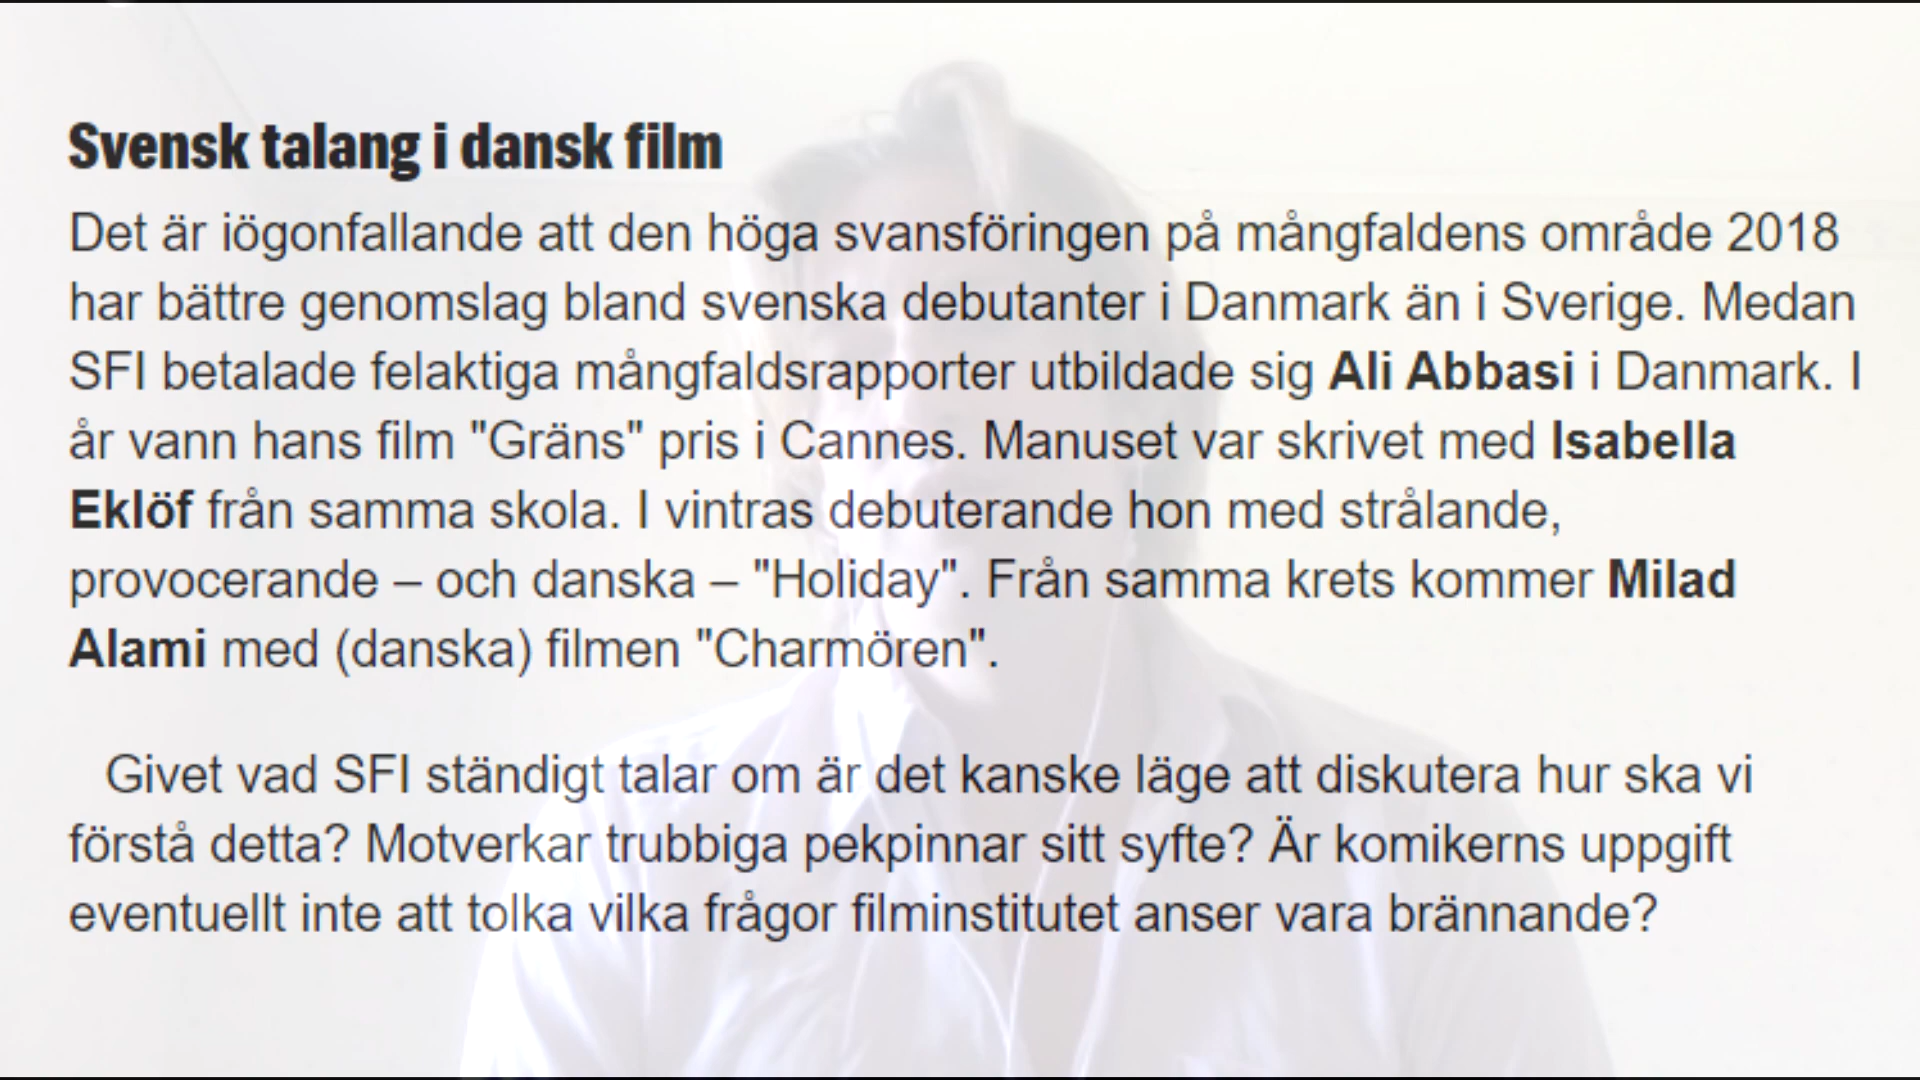 Svensk talang i dansk film
Det är iögonfallande att den höga svansföringen på mångfaldens område 2018
har bättre genomslag bland svenska debutanter i Danmark än i Sverige. Medan
SFI betalade felaktiga mångfaldsrapporter utbildade sig Ali Abbasi i Danmark. I
år vann hans film "Gräns" pris i Cannes. Manuset var skrivet med Isabella
Eklöf från samma skola. I vintras debuterande hon med strålande,
provocerande – och danska – "Holiday". Från samma krets kommer Milad
Alami med (danska) filmen "Charmören".
Givet vad SFI ständigt talar om är det kanske läge att diskutera hur ska vi
förstå detta? Motverkar trubbiga pekpinnar sitt syfte? Är komikerns uppgift
eventuellt inte att tolka vilka frågor filminstitutet anser vara brännande?